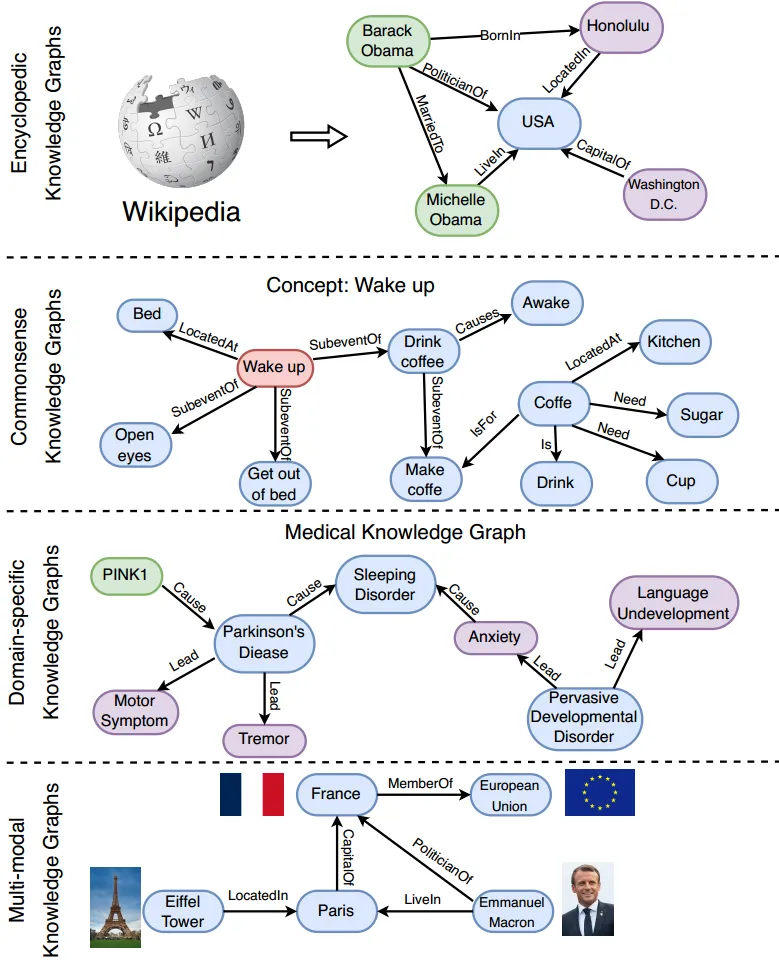 Encyclopedic
Knowledge Graphs
Ω
W
維
И
Wikipedia
Barack
Obama
BornIn
Honolulu
PoliticianOf
LocatedIn
MarriedTo
USA
LiveIn
CapitalOf
Michelle
Obama
Washington
D.C.
Commonsense
Knowledge Graphs
Concept: Wake up
Bed
LocatedAt
Wake up
SubeventOf
Drink
coffee
Causes
Awake
SubeventOf
Open
eyes
SubeventOf
Get out
of bed
SubeventOf
Make
coffe
IsFor
Coffe
LocatedAt
Kitchen
Need
Sugar
Need
Cup
Is
Drink
Domain-specific
Knowledge Graphs
Medical Knowledge Graph
PINK1
Cause
Parkinson's
Diease
Cause
Sleeping
Disorder
Cause
Anxiety
Language
Undevelopment
Lead
Motor
Symptom
Lead
Tremor
Lead
Lead
Pervasive
Developmental
Disorder
Multi-modal
Knowledge Graphs
France
MemberOf
European
Union
CapitalOf
PoliticianOf
Eiffel
Tower
LocatedIn
Paris
LiveIn
Emmanuel
Macron